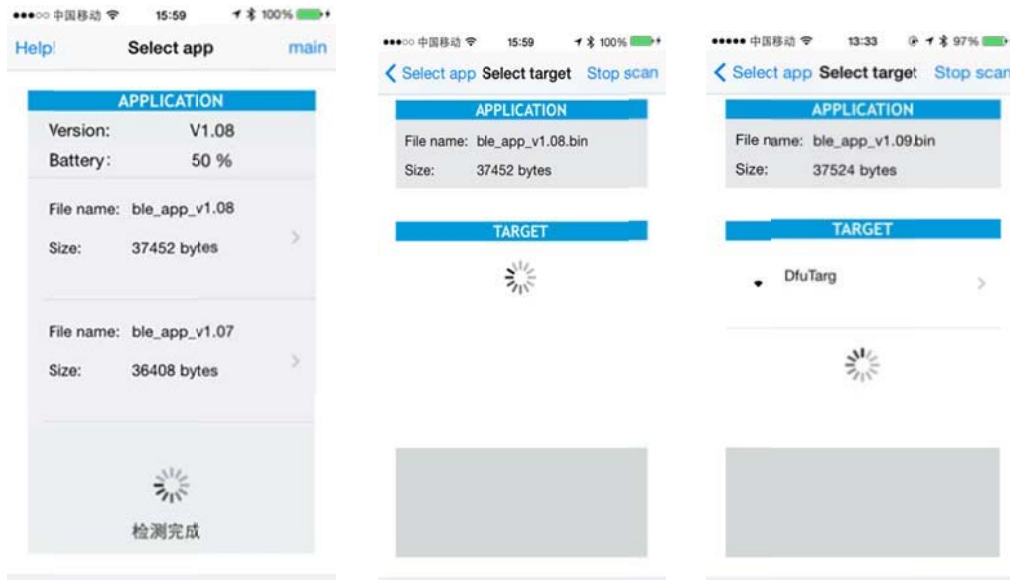 中国移动 15:59 100%
Help Select app main
APPLICATION
Version: V1.08
Battery: 50 %
File name: ble_app_v1.08
Size: 37452 bytes
File name: ble_app_v1.07
Size: 36408 bytes
检测完成
中国移动 15:59 100%
Select app Select target Stop scan
APPLICATION
File name: ble_app_v1.08.bin
Size: 37452 bytes
TARGET
中国移动 13:33 97%
Select app Select target Stop scan
APPLICATION
File name: ble_app_v1.09.bin
Size: 37524 bytes
TARGET
DfuTarg